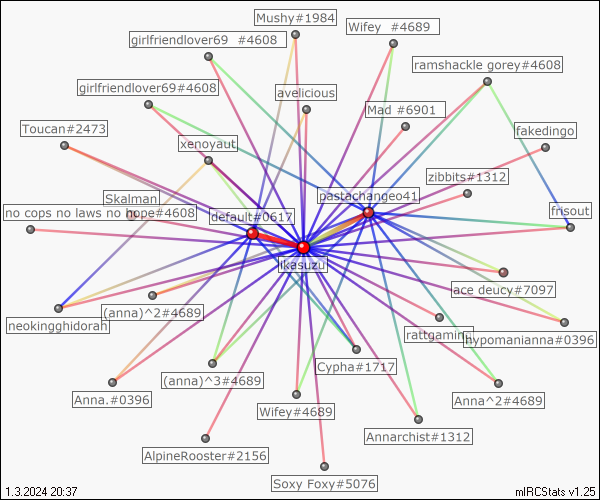 Mushy#1984
Wifey  #4689
girlfriendlover69  #4608
ramshackle gorey#4608
girlfriendlover69#4608
avelicious
Mad #6901
Toucan#2473
fakedingo
xenoyaut
zibbits#1312
pastachangeo41
Skalman
no cops no laws no hope#4608
default#0617
frisout
ikasuzu
ace deucy#7097
(anna)^2#4689
neokingghidorah
rattgamin
hypomanianna#0396
Cypha#1717
(anna)^3#4689
Anna.#0396
Anna^2#4689
Wifey#4689
Annarchist#1312
AlpineRooster#2156
Soxy Foxy#5076
1.3.2024 20:37
mIRCStats v1.25